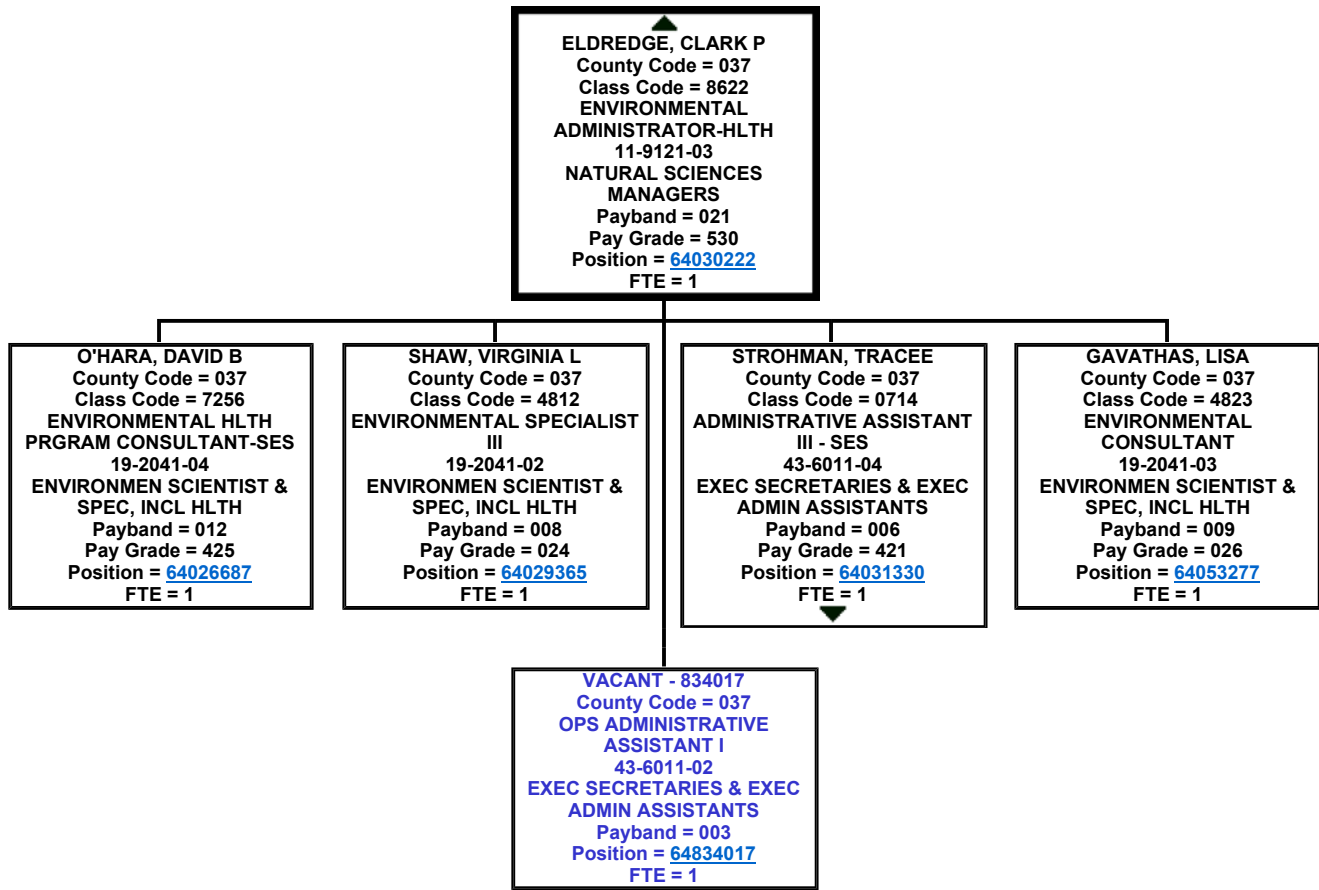 ELDREDGE, CLARK P
County Code = 037
Class Code = 8622
ENVIRONMENTAL
ADMINISTRATOR-HLTH
11-9121-03
NATURAL SCIENCES
MANAGERS
Payband = 021
Pay Grade = 530
Position = 64030222
FTE = 1
O'HARA, DAVID B
County Code = 037
Class Code = 7256
ENVIRONMENTAL HLTH
PRGRAM CONSULTANT-SES
19-2041-04
ENVIRONMEN SCIENTIST &
SPEC, INCL HLTH
Payband = 012
Pay Grade = 425
Position = 64026687
FTE = 1
SHAW, VIRGINIA L
County Code = 037
Class Code = 4812
ENVIRONMENTAL SPECIALIST
III
19-2041-02
ENVIRONMEN SCIENTIST &
SPEC, INCL HLTH
Payband = 008
Pay Grade = 024
Position = 64029365
FTE = 1
STROHMAN, TRACEE
County Code = 037
Class Code = 0714
ADMINISTRATIVE ASSISTANT
III - SES
43-6011-04
EXEC SECRETARIES & EXEC
ADMIN ASSISTANTS
Payband = 006
Pay Grade = 421
Position = 64031330
FTE = 1
GAVATHAS, LISA
County Code = 037
Class Code = 4823
ENVIRONMENTAL
CONSULTANT
19-2041-03
ENVIRONMEN SCIENTIST &
SPEC, INCL HLTH
Payband = 009
Pay Grade = 026
Position = 64053277
FTE = 1
VACANT - 834017
County Code = 037
OPS ADMINISTRATIVE
ASSISTANT I
43-6011-02
EXEC SECRETARIES & EXEC
ADMIN ASSISTANTS
Payband = 003
Position = 64834017
FTE = 1